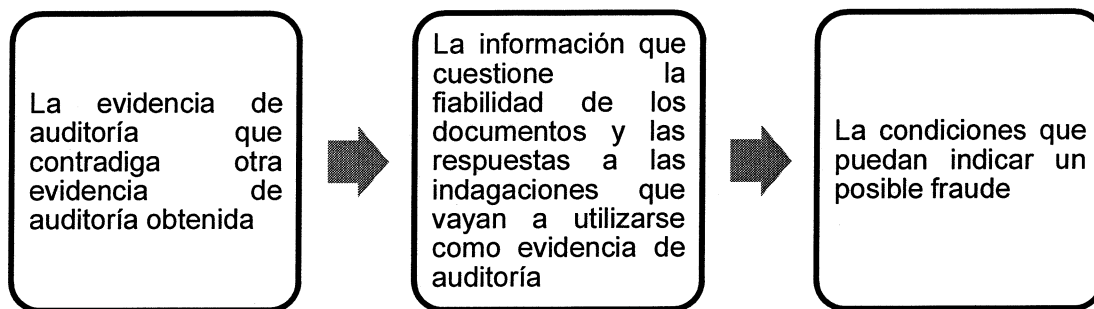 La evidencia de
auditoría que
contradiga otra
evidencia de
auditoría obtenida
La información que
cuestione la
fiabilidad de los
documentos y las
respuestas a las
indagaciones que
vayan a utilizarse
como evidencia de
auditoría
La condiciones que
puedan indicar un
posible fraude